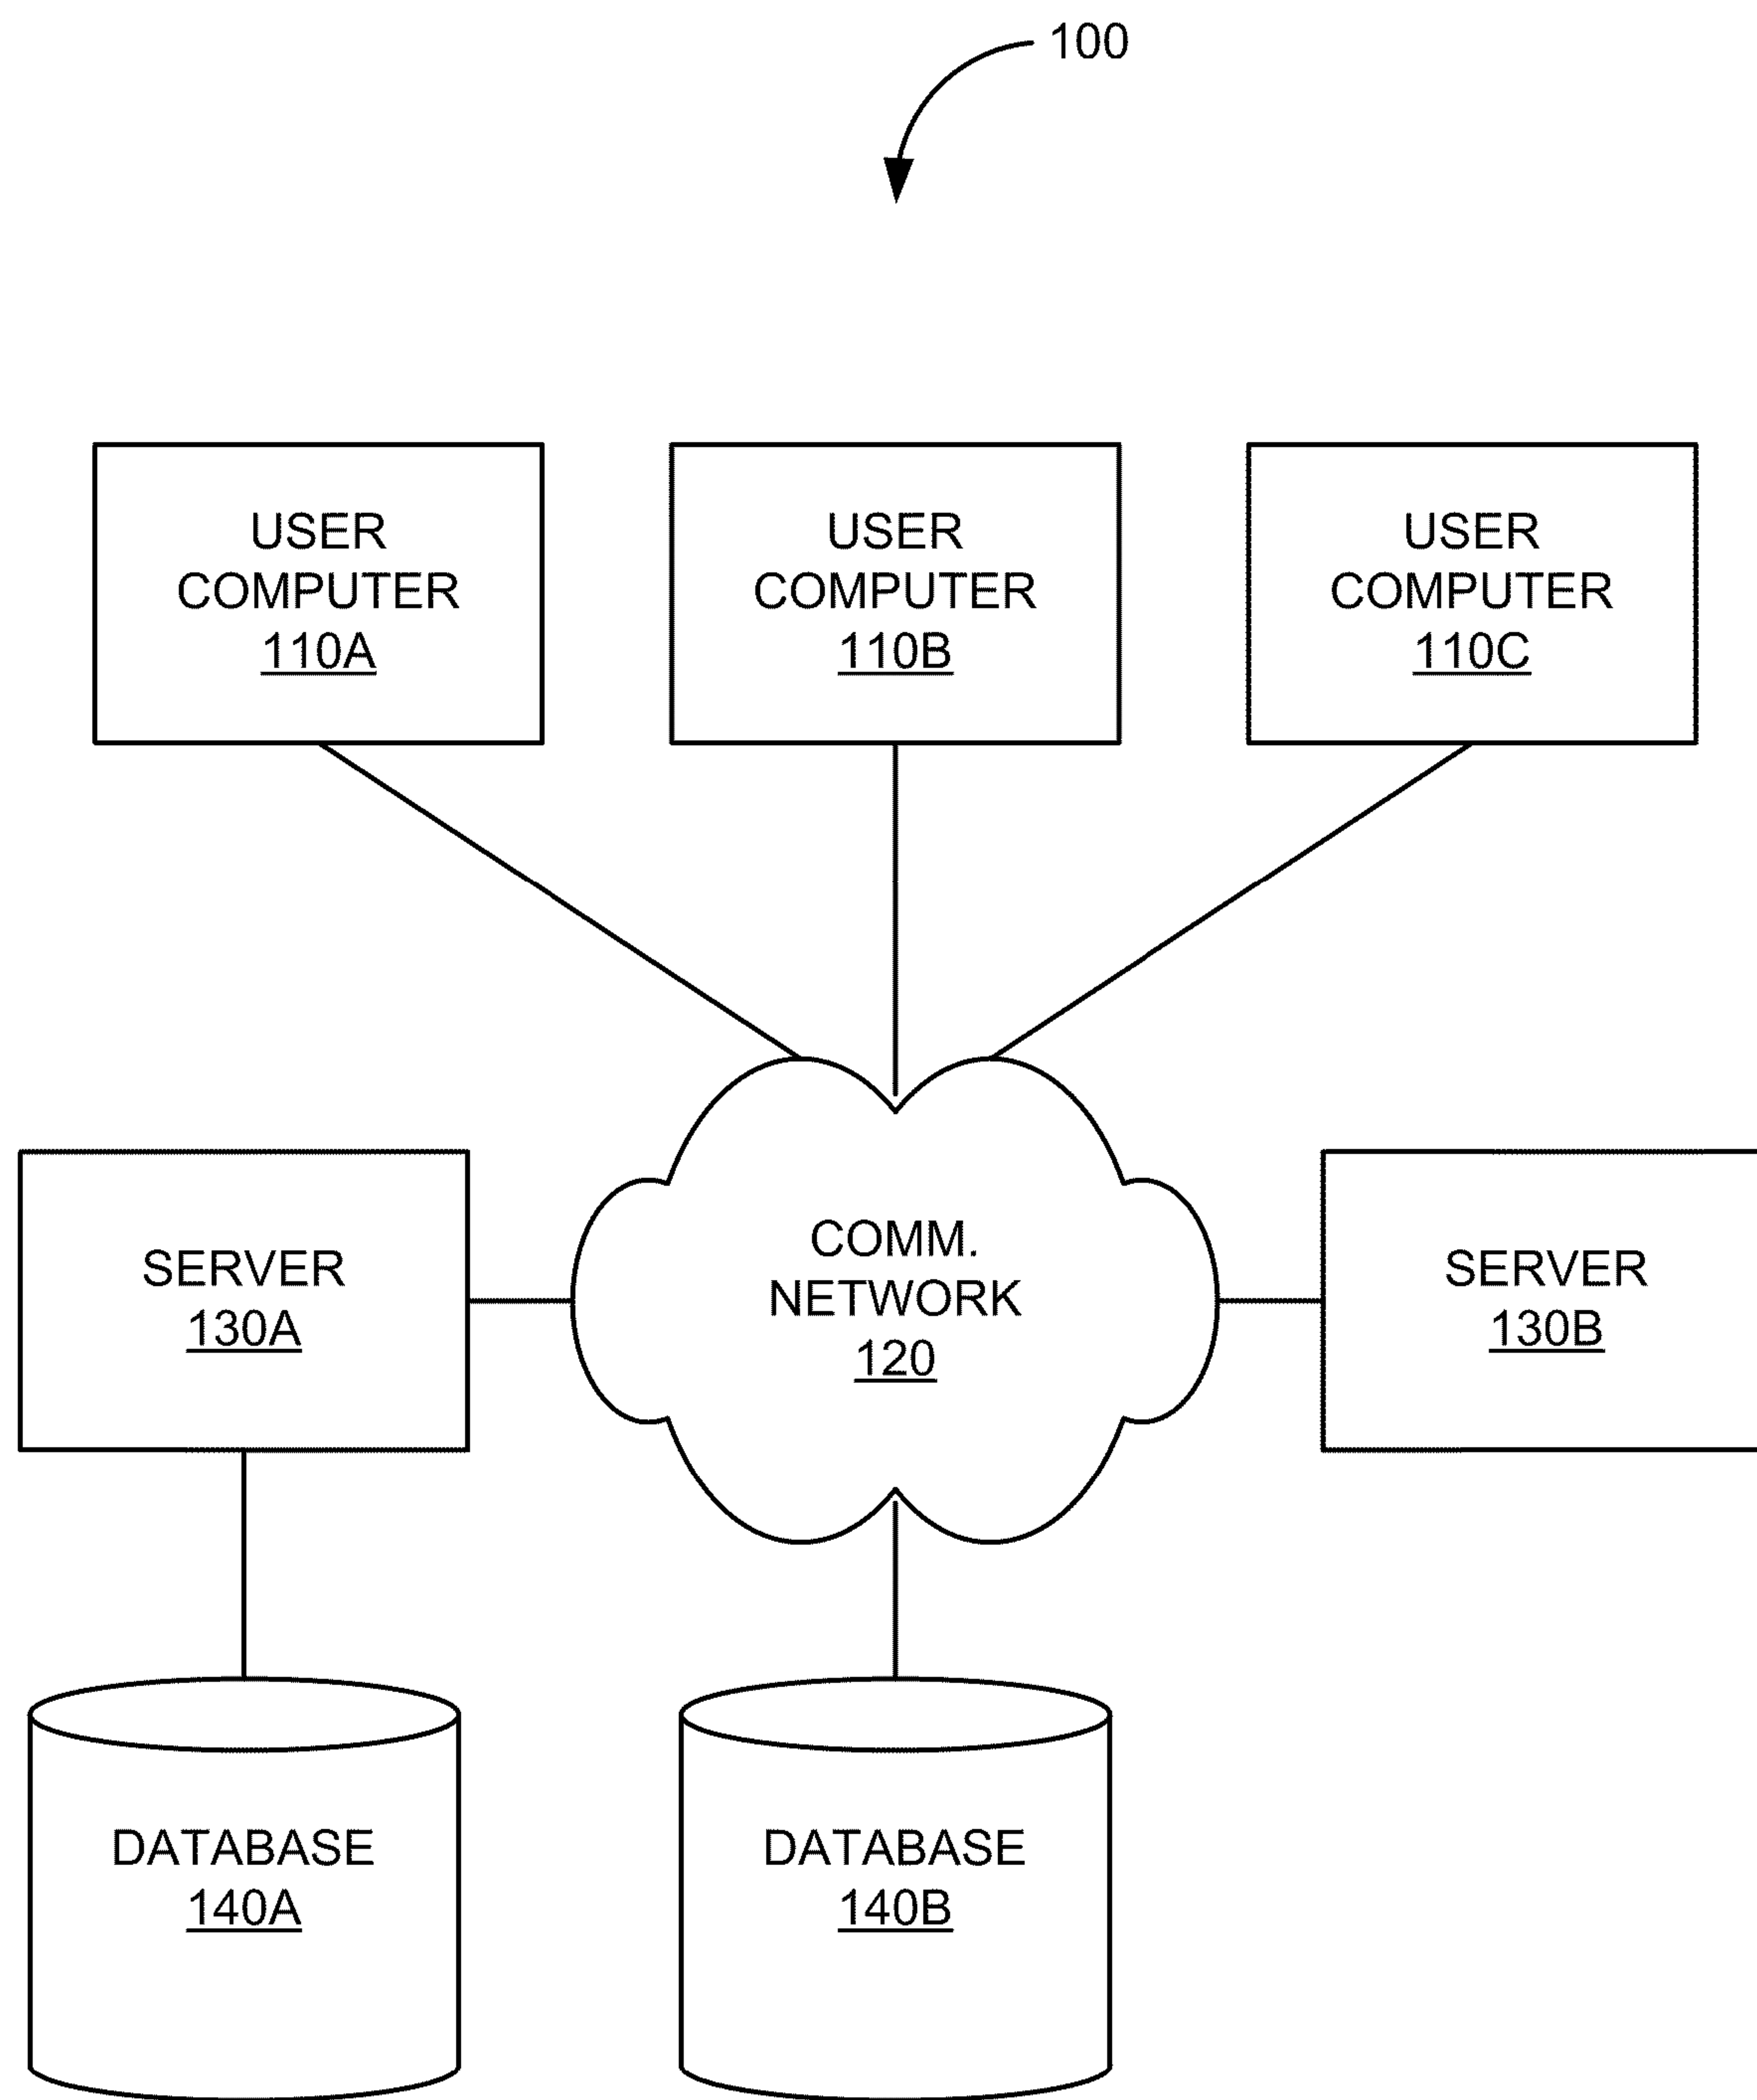 100
USER
COMPUTER
110A
USER
COMPUTER
110B
USER
COMPUTER
110C
SERVER
130A
COMM.
NETWORK
120
SERVER
130B
DATABASE
140A
DATABASE
140B